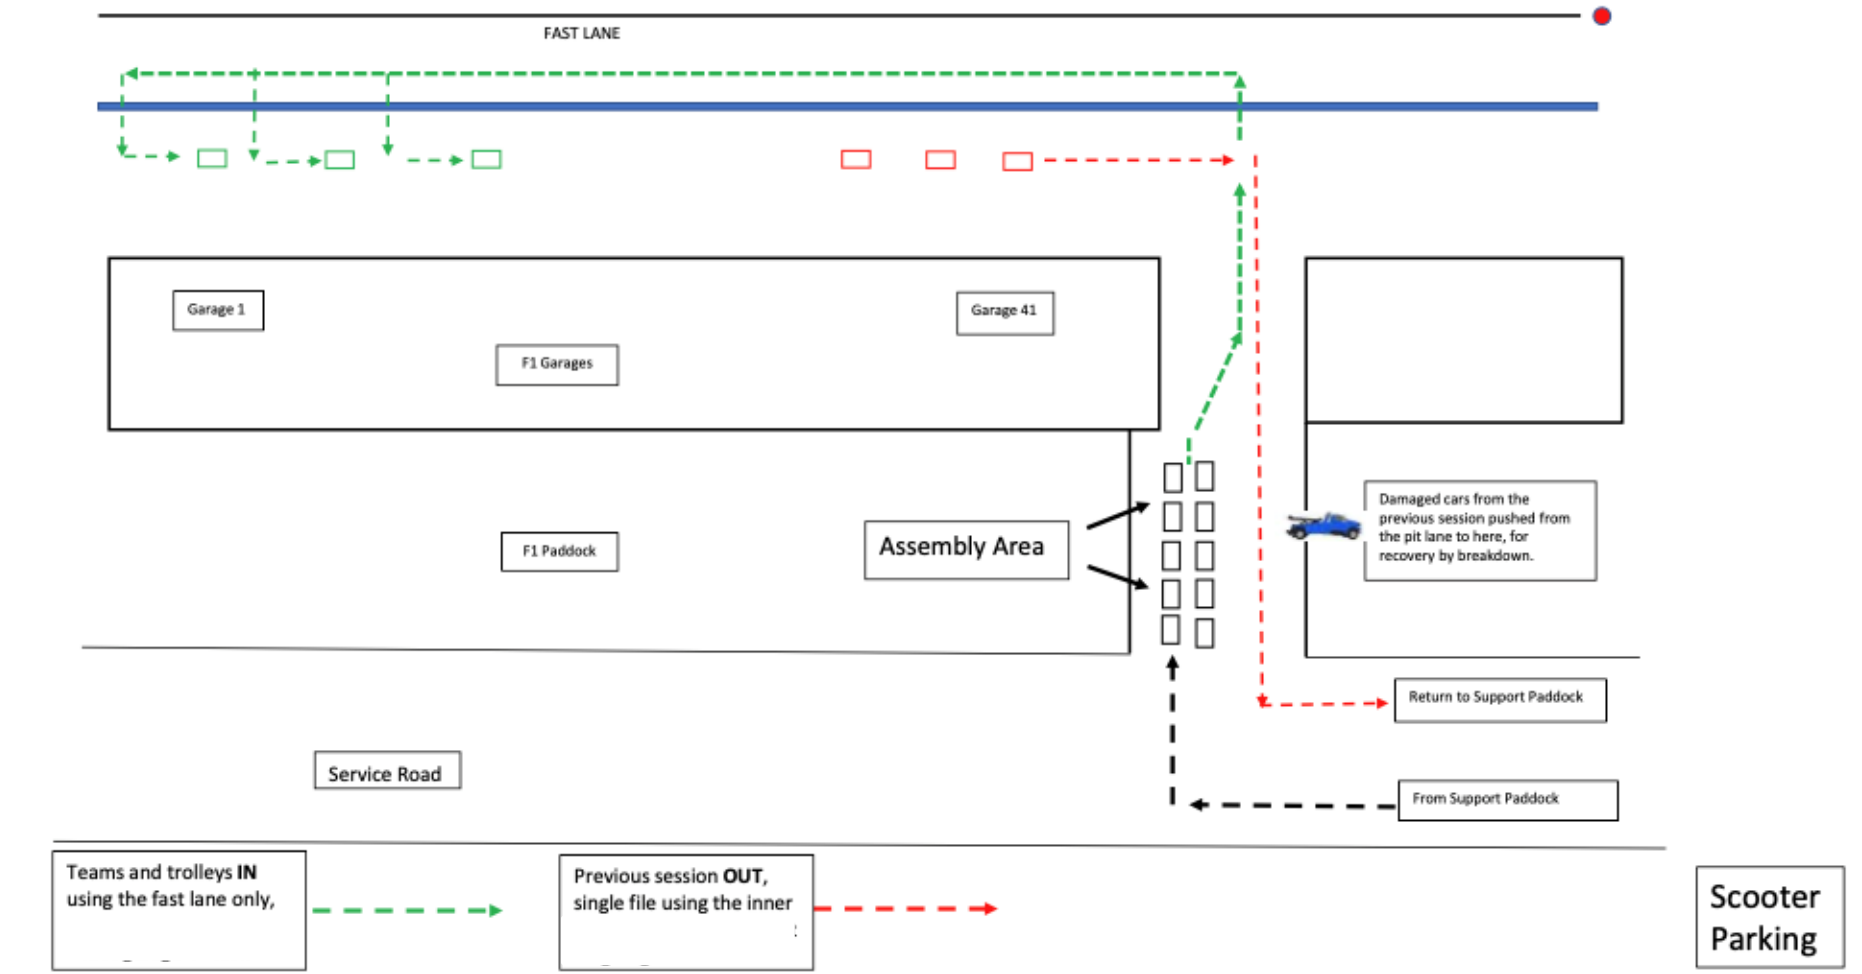 FAST LANE
Garage 1
Garage 41
F1 Garages
Damaged cars from the
previous session pushed from
the pit lane to here, for
recovery by breakdown.
Assembly Area
F1 Paddock
Return to Support Paddock
Service Road
From Support Paddock
Teams and trolleys IN
using the fast lane only,
Previous session OUT,
single file using the inner
Scooter
Parking